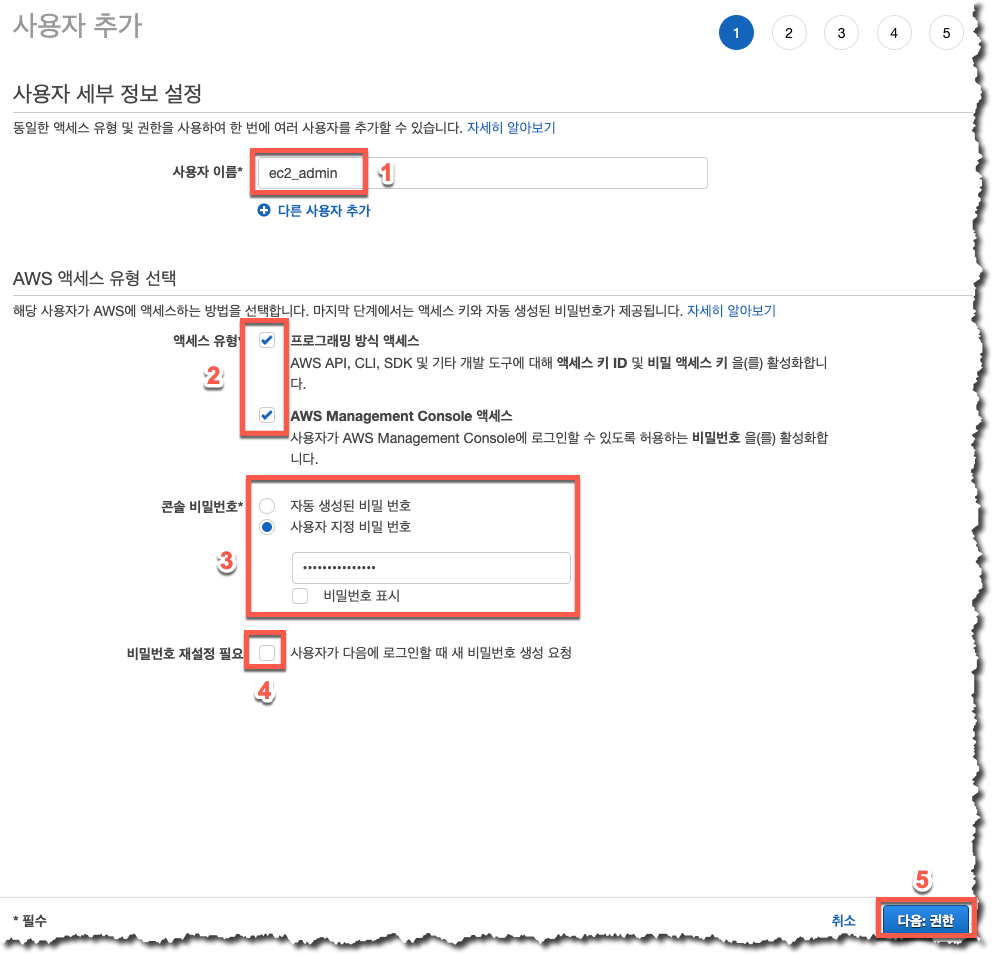 사용자 추가
1 2 3 4 5
사용자 세부 정보 설정
동일한 액세스 유형 및 권한을 사용하여 한 번에 여러 사용자를 추가할 수 있습니다. 자세히 알아보기
사용자 이름* ec2_admin 1
다른 사용자 추가
AWS 액세스 유형 선택
해당 사용자가 AWS에 액세스하는 방법을 선택합니다. 마지막 단계에서는 액세스 키와 자동 생성된 비밀번호가 제공됩니다. 자세히 알아보기
액세스 유형* 프로그래밍 방식 액세스
AWS API, CLI, SDK 및 기타 개발 도구에 대해 액세스 키 ID 및 비밀 액세스 키 을(를) 활성화합니
2
다.
AWS Management Console 액세스
사용자가 AWS Management Console에 로그인할 수 있도록 허용하는 비밀번호 을(를) 활성화합
니다.
콘솔 비밀번호* 자동 생성된 비밀 번호
사용자 지정 비밀 번호
3
•••••••••••••••
비밀번호 표시
비밀번호 재설정 필요 사용자가 다음에 로그인할 때 새 비밀번호 생성 요청
4
5
* 필수 취소 다음: 권한